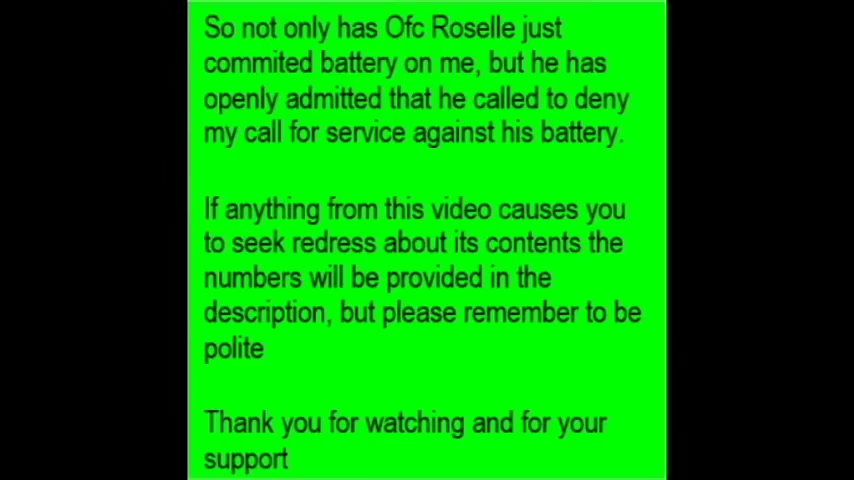 So not only has Ofc Roselle just
commited battery on me, but he has
openly admitted that he called to deny
my call for service against his battery.
If anything from this video causes you
to seek redress about its contents the
numbers will be provided in the
description, but please remember to be
polite
Thank you for watching and for your
support